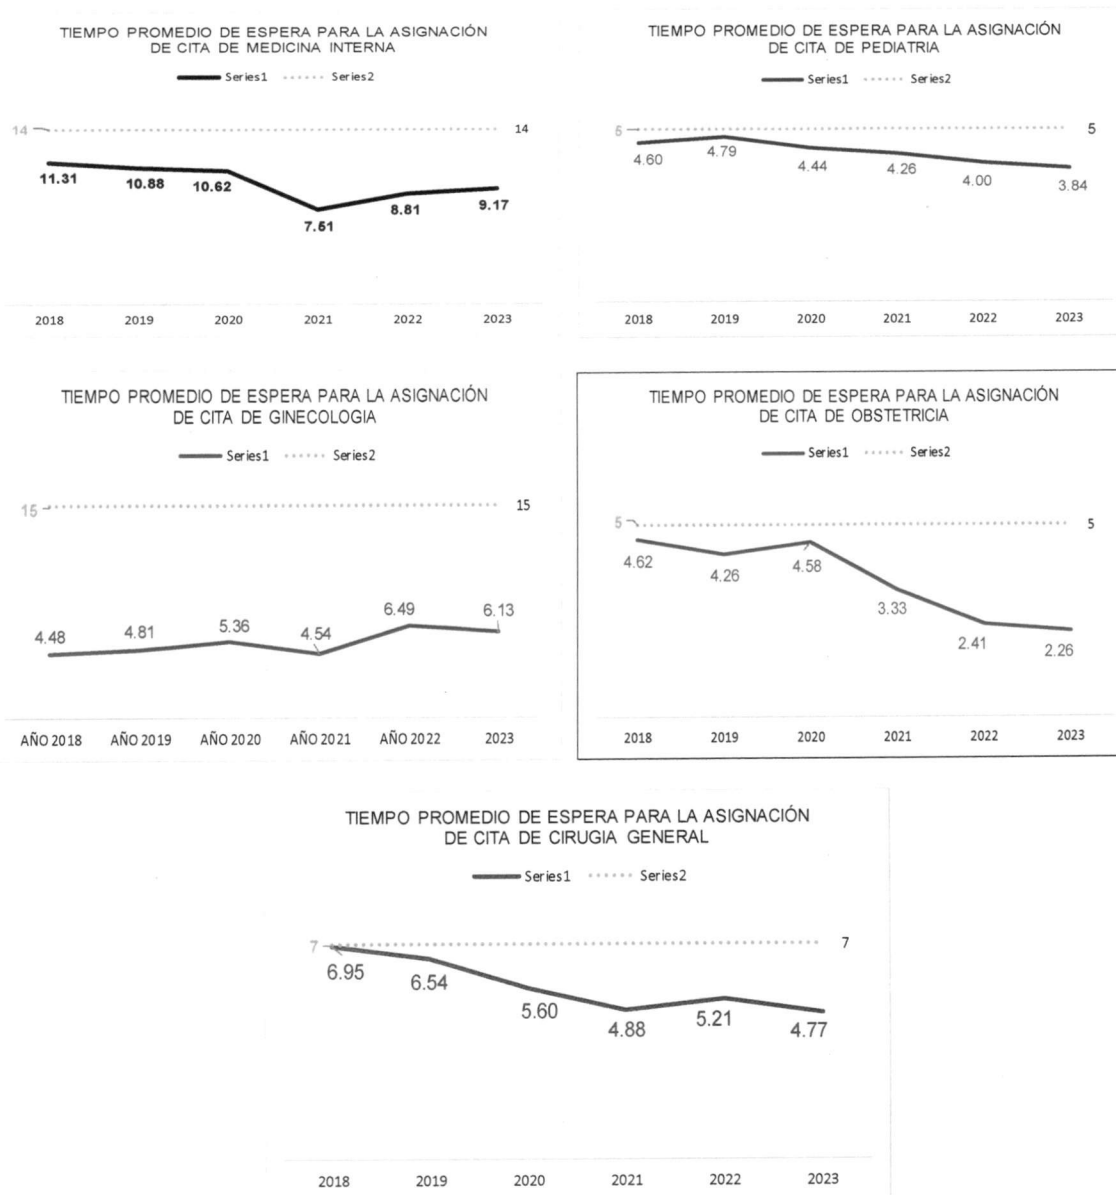 TIEMPO PROMEDIO DE ESPERA PARA LA ASIGNACIÓN
DE CITA DE MEDICINA INTERNA
Series1 Series2
14 14
11.31 10.88 10.62 7.51 8.81 9.17
2018 2019 2020 2021 2022 2023
TIEMPO PROMEDIO DE ESPERA PARA LA ASIGNACIÓN
DE CITA DE PEDIATRIA
Series1 Series2
5 5
4.60 4.79 4.44 4.26 4.00 3.84
2018 2019 2020 2021 2022 2023
TIEMPO PROMEDIO DE ESPERA PARA LA ASIGNACIÓN
DE CITA DE GINECOLOGIA
Series1 Series2
15 15
4.48 4.81 5.36 4.54 6.49 6.13
AÑO 2018 AÑO 2019 AÑO 2020 AÑO 2021 AÑO 2022 2023
TIEMPO PROMEDIO DE ESPERA PARA LA ASIGNACIÓN
DE CITA DE OBSTETRICIA
Series1 Series2
5 5
4.62 4.26 4.58 3.33 2.41 2.26
2018 2019 2020 2021 2022 2023
TIEMPO PROMEDIO DE ESPERA PARA LA ASIGNACIÓN
DE CITA DE CIRUGIA GENERAL
Series1 Series2
7 7
6.95 6.54 5.60 4.88 5.21 4.77
2018 2019 2020 2021 2022 2023